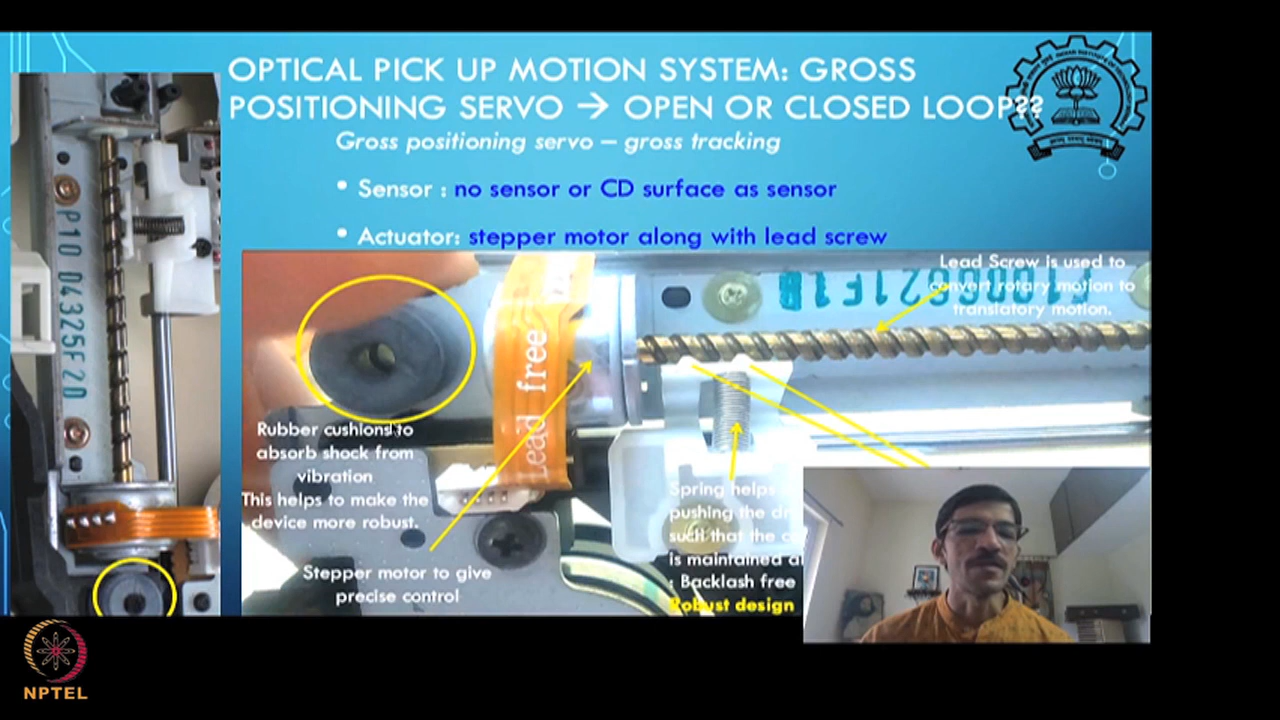 OPTICAL PICK UP MOTION SYSTEM: GROSS
POSITIONING SERVO → OPEN OR CLOSED LOOP??
Gross positioning servo – gross tracking
• Sensor : no sensor or CD surface as sensor
• Actuator: stepper motor along with lead screw
Lead Screw is used to
convert rotary motion to
translatory motion.
P10 04325F20
Lead free
Rubber cushions to
absorb shock from
vibration
This helps to make the
device more robust.
Stepper motor to give
precise control
Spring helps
pushing the
such that the
is maintained
: Backlash free
Robust design
NPTEL